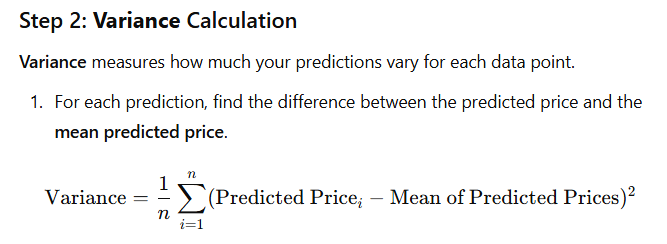 Step 2: Variance Calculation
Variance measures how much your predictions vary for each data point.
1. For each prediction, find the difference between the predicted price and the
mean predicted price.
Variance = \frac{1}{n} \sum_{i=1}^{n} (Predicted Price_i − Mean of Predicted Prices)^2